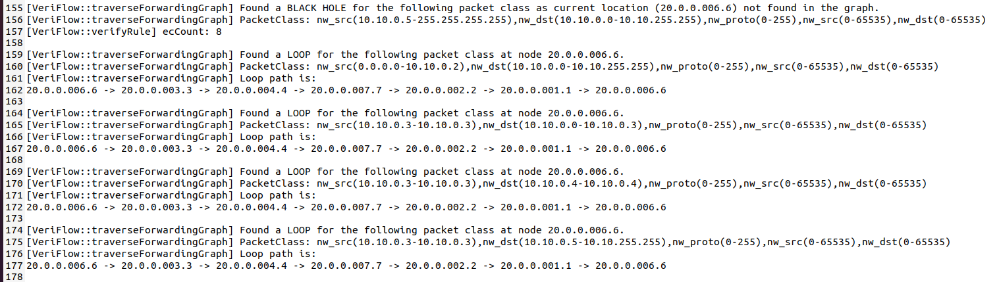 155 [VeriFlow::traverseForwardingGraph] Found a BLACK HOLE for the following packet class as current location (20.0.0.006.6) not found in the graph.
156 [VeriFlow::traverseForwardingGraph] PacketClass: nw_src(10.10.0.5-255.255.255.255),nw_dst(10.10.0.0-10.10.255.255),nw_proto(0-255),nw_src(0-65535),nw_dst(0-65535)
157 [VeriFlow::verifyRule] ecCount: 8
158
159 [VeriFlow::traverseForwardingGraph] Found a LOOP for the following packet class at node 20.0.0.006.6.
160 [VeriFlow::traverseForwardingGraph] PacketClass: nw_src(0.0.0.0-10.10.0.2),nw_dst(10.10.0.0-10.10.255.255),nw_proto(0-255),nw_src(0-65535),nw_dst(0-65535)
161 [VeriFlow::traverseForwardingGraph] Loop path is:
162 20.0.0.006.6 -> 20.0.0.003.3 -> 20.0.0.004.4 -> 20.0.0.007.7 -> 20.0.0.002.2 -> 20.0.0.001.1 -> 20.0.0.006.6
163
164 [VeriFlow::traverseForwardingGraph] Found a LOOP for the following packet class at node 20.0.0.006.6.
165 [VeriFlow::traverseForwardingGraph] PacketClass: nw_src(10.10.0.3-10.10.0.3),nw_dst(10.10.0.0-10.10.0.3),nw_proto(0-255),nw_src(0-65535),nw_dst(0-65535)
166 [VeriFlow::traverseForwardingGraph] Loop path is:
167 20.0.0.006.6 -> 20.0.0.003.3 -> 20.0.0.004.4 -> 20.0.0.007.7 -> 20.0.0.002.2 -> 20.0.0.001.1 -> 20.0.0.006.6
168
169 [VeriFlow::traverseForwardingGraph] Found a LOOP for the following packet class at node 20.0.0.006.6.
170 [VeriFlow::traverseForwardingGraph] PacketClass: nw_src(10.10.0.3-10.10.0.3),nw_dst(10.10.0.4-10.10.0.4),nw_proto(0-255),nw_src(0-65535),nw_dst(0-65535)
171 [VeriFlow::traverseForwardingGraph] Loop path is:
172 20.0.0.006.6 -> 20.0.0.003.3 -> 20.0.0.004.4 -> 20.0.0.007.7 -> 20.0.0.002.2 -> 20.0.0.001.1 -> 20.0.0.006.6
173
174 [VeriFlow::traverseForwardingGraph] Found a LOOP for the following packet class at node 20.0.0.006.6.
175 [VeriFlow::traverseForwardingGraph] PacketClass: nw_src(10.10.0.3-10.10.0.3),nw_dst(10.10.0.5-10.10.255.255),nw_proto(0-255),nw_src(0-65535),nw_dst(0-65535)
176 [VeriFlow::traverseForwardingGraph] Loop path is:
177 20.0.0.006.6 -> 20.0.0.003.3 -> 20.0.0.004.4 -> 20.0.0.007.7 -> 20.0.0.002.2 -> 20.0.0.001.1 -> 20.0.0.006.6
178